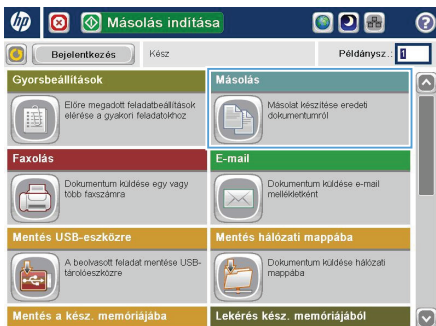 hp
Másolás indítása
?
Bejelentkezés
Kész
Példánysz.: 1
Gyorsbeállítások
Előre megadott feladatbeállítások
elérése a gyakori feladatokhoz
Másolás
Másolat készítése eredeti
dokumentumról
Faxolás
Dokumentum küldése egy vagy
több faxszámra
E-mail
Dokumentum küldése e-mail
mellékletként
Mentés USB-eszközre
A beolvasott feladat mentése USB-
tárolóeszközre
Mentés hálózati mappába
Dokumentum küldése hálózati
mappába
Mentés a kész. memóriájába
Lekérés kész. memóriájából